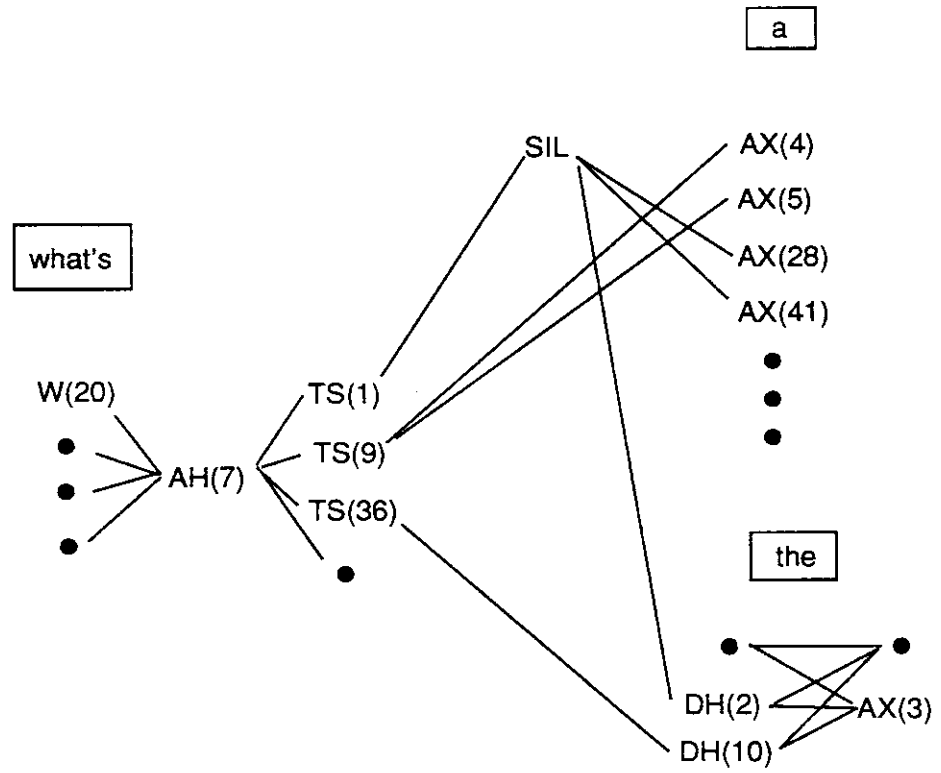 a
SIL
AX(4)
AX(5)
what's
AX(28)
AX(41)
W(20)
TS(1)
TS(9)
AH(7)
TS(36)
the
DH(2)
AX(3)
DH(10)